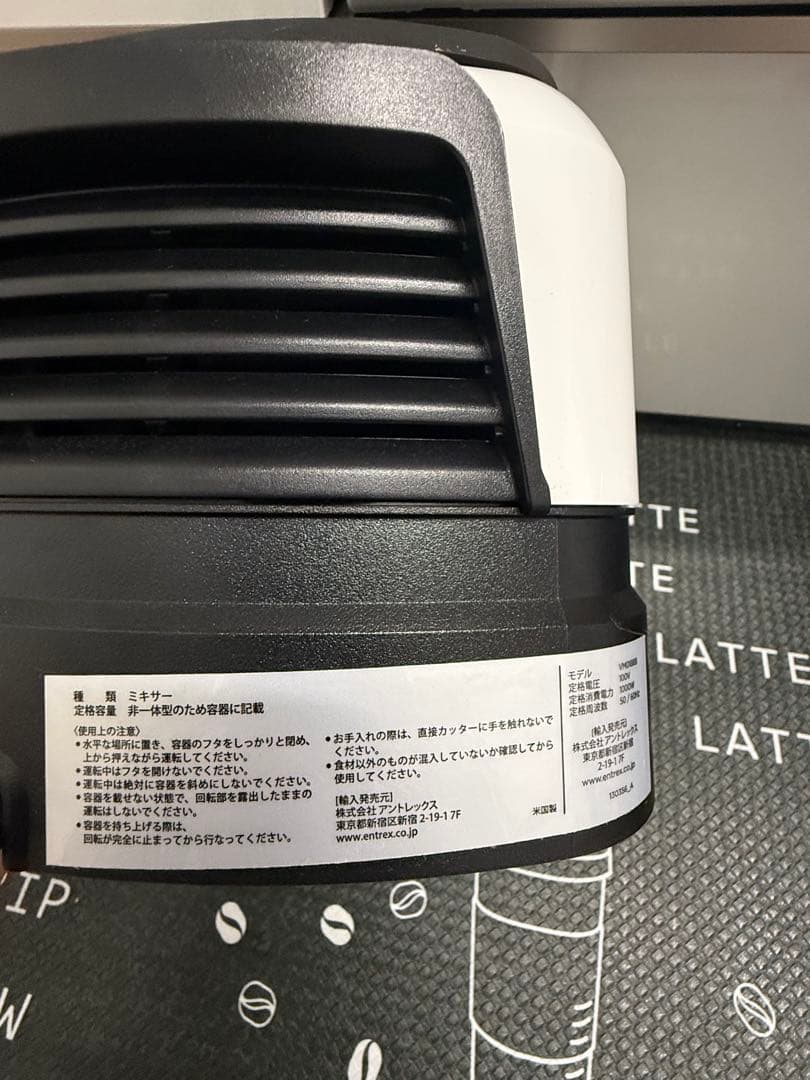 種 類 ミキサー
定格容量 非一体型のため容器に記載
〈使用上の注意〉
●水平な場所に置き、容器のフタをしっかりと閉め、
上から押えながら運転してください。
●運転中はフタを開けないでください。
●運転中は絶対に容器を斜めにしないでください。
●容器を載せない状態で、回転部を露出したままの
運転はしないでください。
●容器を持ち上げる際は、
回転が完全に止まってから行なってください。
●お手入れの際は、直接カッターに手を触れないで
ください。
●食材以外のものが混入していないか確認してから
使用してください。
[輸入発売元]
株式会社アントレックス
東京都新宿区新宿 2-19-1 7F
www.entrex.co.jp
米国製
モデル
定格電圧 100V
定格消費電力 1000W
定格周波数 50 / 60Hz
[輸入発売元]
株式会社アントレックス
東京都新宿区新宿
2-19-1 7F
www.entrex.co.jp
130356_A
TTE
TE
LATTE
LAT
IP
W